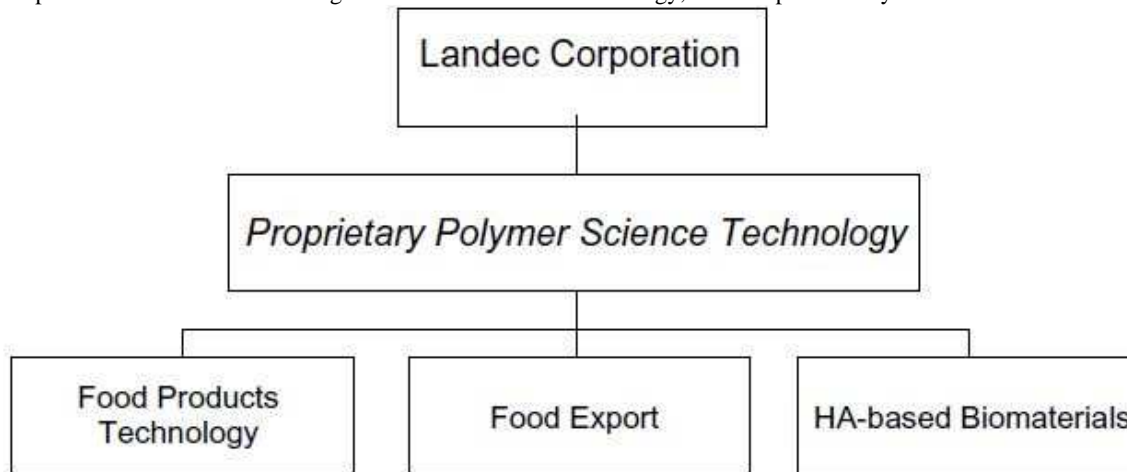 Landec Corporation
Proprietary Polymer Science Technology
Food Products
Technology
Food Export
HA-based Biomaterials